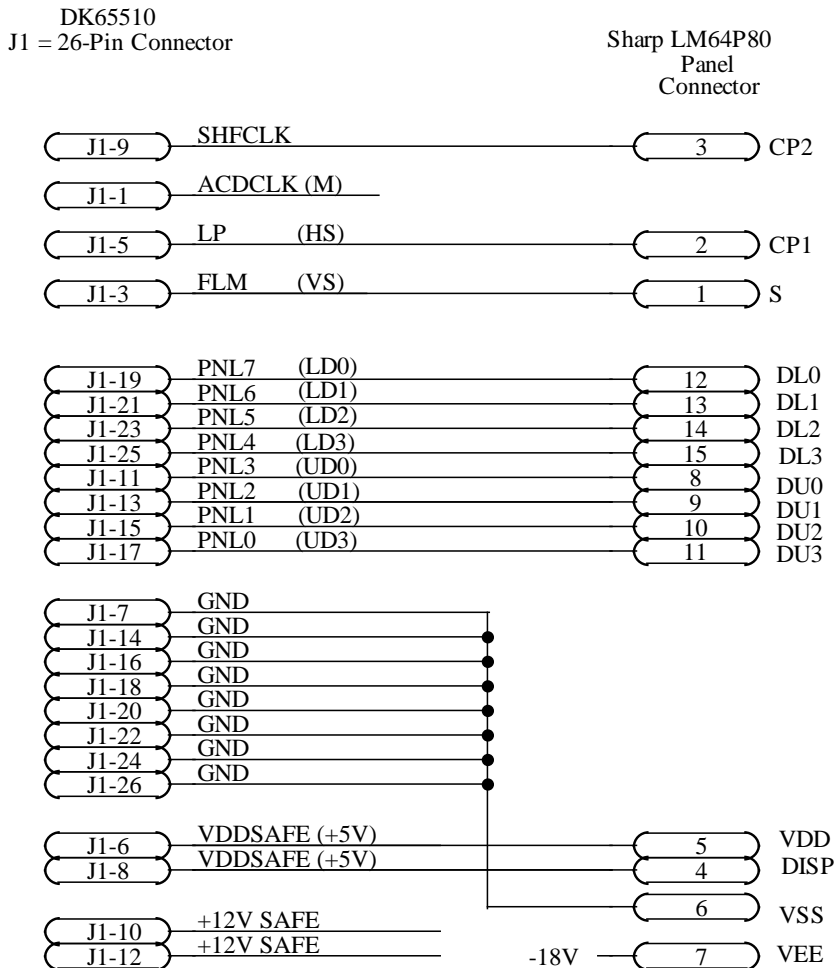 DK65510
J1 = 26-Pin Connector
Sharp LM64P80
Panel
Connector
J1-9 SHFCLK 3 CP2
J1-1 ACDCLK (M)
J1-5 LP (HS) 2 CP1
J1-3 FLM (VS) 1 S
J1-19 PNL7 (LD0) 12 DL0
J1-21 PNL6 (LD1) 13 DL1
J1-23 PNL5 (LD2) 14 DL2
J1-25 PNL4 (LD3) 15 DL3
J1-11 PNL3 (UD0) 8 DU0
J1-13 PNL2 (UD1) 9 DU1
J1-15 PNL1 (UD2) 10 DU2
J1-17 PNL0 (UD3) 11 DU3
J1-7 GND
J1-14 GND
J1-16 GND
J1-18 GND
J1-20 GND
J1-22 GND
J1-24 GND
J1-26 GND
J1-6 VDDSAFE (+5V) 5 VDD
J1-8 VDDSAFE (+5V) 4 DISP
6 VSS
J1-10 +12V SAFE
J1-12 +12V SAFE -18V 7 VEE